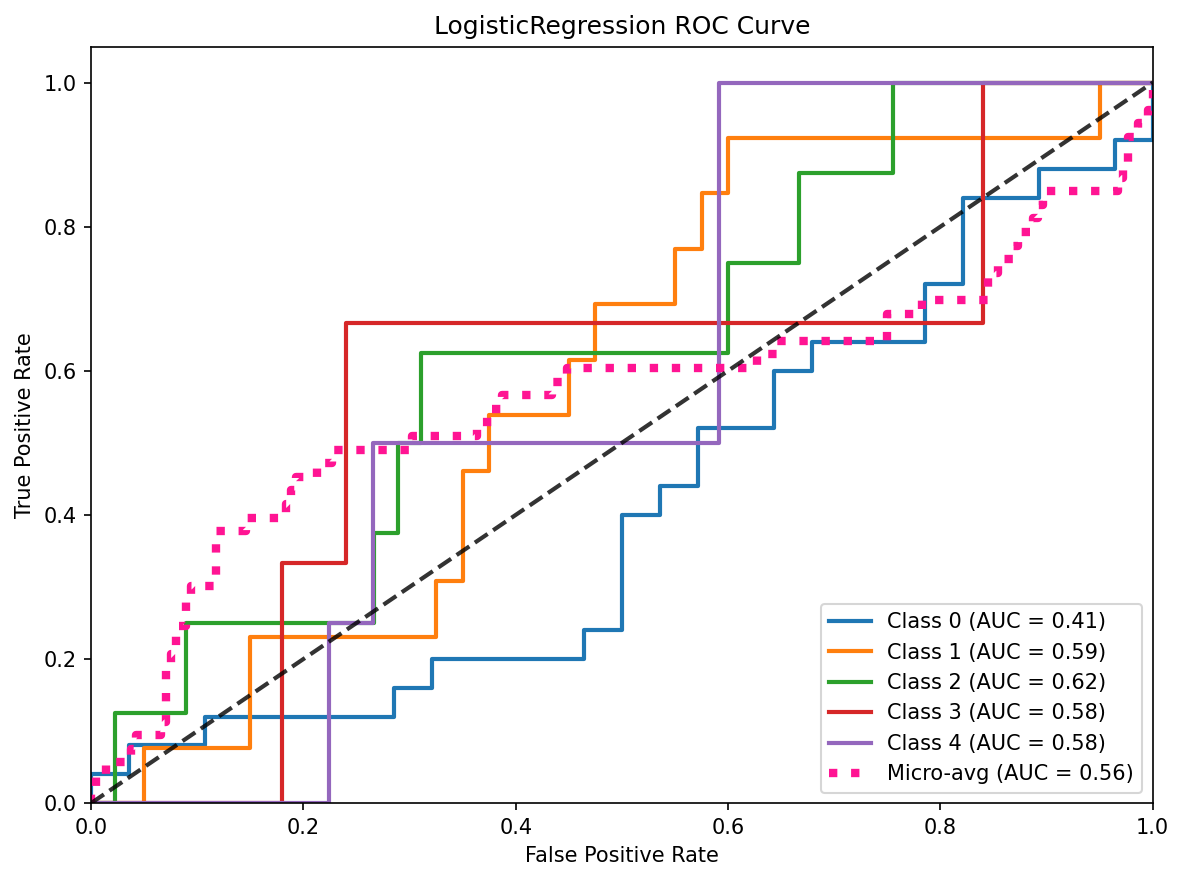 LogisticRegression ROC Curve
True Positive Rate
1.0
0.8
0.6
0.4
0.2
0.0
0.0 0.2 0.4 0.6 0.8 1.0
False Positive Rate
Class 0 (AUC = 0.41)
Class 1 (AUC = 0.59)
Class 2 (AUC = 0.62)
Class 3 (AUC = 0.58)
Class 4 (AUC = 0.58)
Micro-avg (AUC = 0.56)